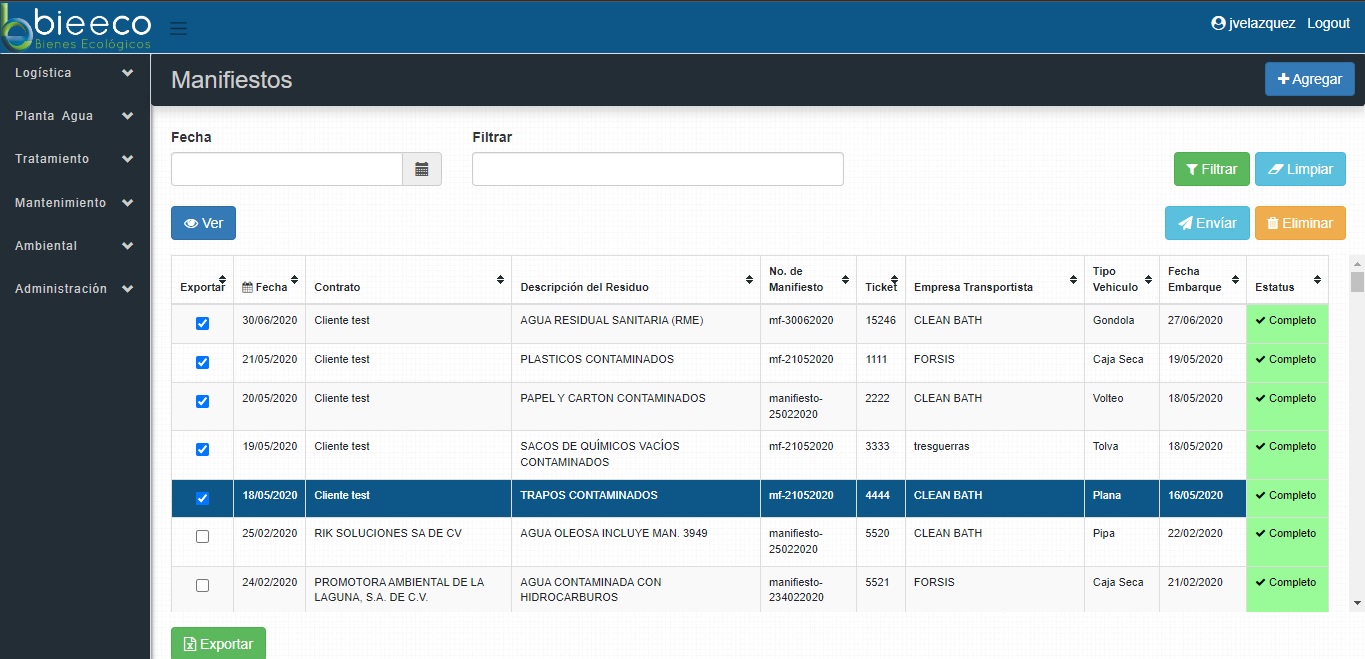 bieeco
Bienes Ecológicos
jvelazquez Logout
Logística
Planta Agua
Tratamiento
Mantenimiento
Ambiental
Administración
Manifiestos
Agregar
Fecha Filtrar
Filtrar Limpiar
Ver Envíar Eliminar
Exportar Fecha Contrato Descripción del Residuo No. de Manifiesto Ticket Empresa Transportista Tipo Vehiculo Fecha Embarque Estatus
30/06/2020 Cliente test AGUA RESIDUAL SANITARIA (RME) mf-30062020 15246 CLEAN BATH Gondola 27/06/2020 Completo
21/05/2020 Cliente test PLASTICOS CONTAMINADOS mf-21052020 1111 FORSIS Caja Seca 19/05/2020 Completo
20/05/2020 Cliente test PAPEL Y CARTON CONTAMINADOS manifiesto-25022020 2222 CLEAN BATH Volteo 18/05/2020 Completo
19/05/2020 Cliente test SACOS DE QUÍMICOS VACÍOS CONTAMINADOS mf-21052020 3333 tresguerras Tolva 18/05/2020 Completo
18/05/2020 Cliente test TRAPOS CONTAMINADOS mf-21052020 4444 CLEAN BATH Plana 16/05/2020 Completo
25/02/2020 RIK SOLUCIONES SA DE CV AGUA OLEOSA INCLUYE MAN. 3949 manifiesto-25022020 5520 CLEAN BATH Pipa 22/02/2020 Completo
24/02/2020 PROMOTORA AMBIENTAL DE LA LAGUNA, S.A. DE C.V. AGUA CONTAMINADA CON HIDROCARBUROS manifiesto-234022020 5521 FORSIS Caja Seca 21/02/2020 Completo
Exportar